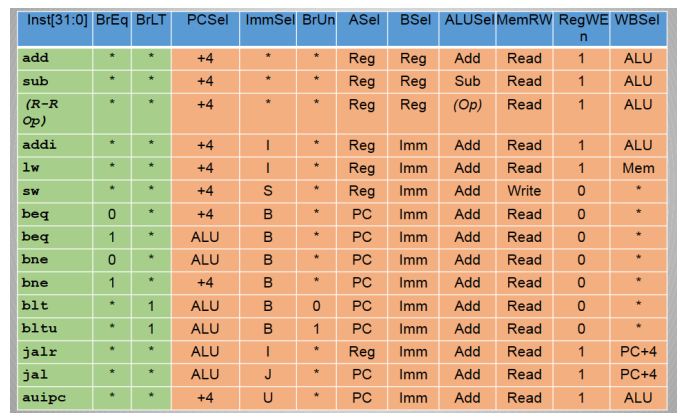 Inst[31:0] BrEq BrLT PCSel ImmSel BrUn ASel BSel ALUSel MemRW RegWEn WBSel
add * * +4 * * Reg Reg Add Read 1 ALU
sub * * +4 * * Reg Reg Sub Read 1 ALU
(R-R Op) * * +4 * * Reg Reg (Op) Read 1 ALU
addi * * +4 I * Reg Imm Add Read 1 ALU
lw * * +4 I * Reg Imm Add Read 1 Mem
sw * * +4 S * Reg Imm Add Write 0 *
beq 0 * +4 B * PC Imm Add Read 0 *
beq 1 * ALU B * PC Imm Add Read 0 *
bne 0 * ALU B * PC Imm Add Read 0 *
bne 1 * +4 B * PC Imm Add Read 0 *
blt * 1 ALU B 0 PC Imm Add Read 0 *
bltu * 1 ALU B 1 PC Imm Add Read 0 *
jalr * * ALU I * Reg Imm Add Read 1 PC+4
jal * * ALU J * PC Imm Add Read 1 PC+4
auipc * * +4 U * PC Imm Add Read 1 ALU